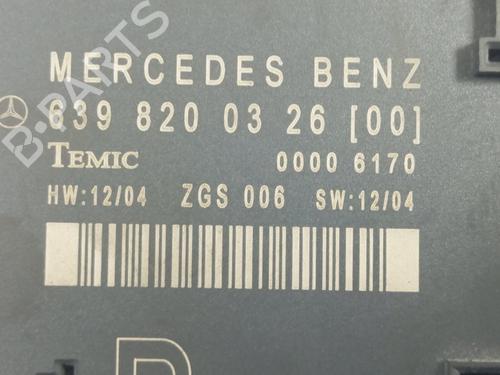 MERCEDES BENZ
639 820 03 26 [00]
TEMIC 0000 6170
HW:12/04 ZGS 006 SW:12/04
B-PARTS